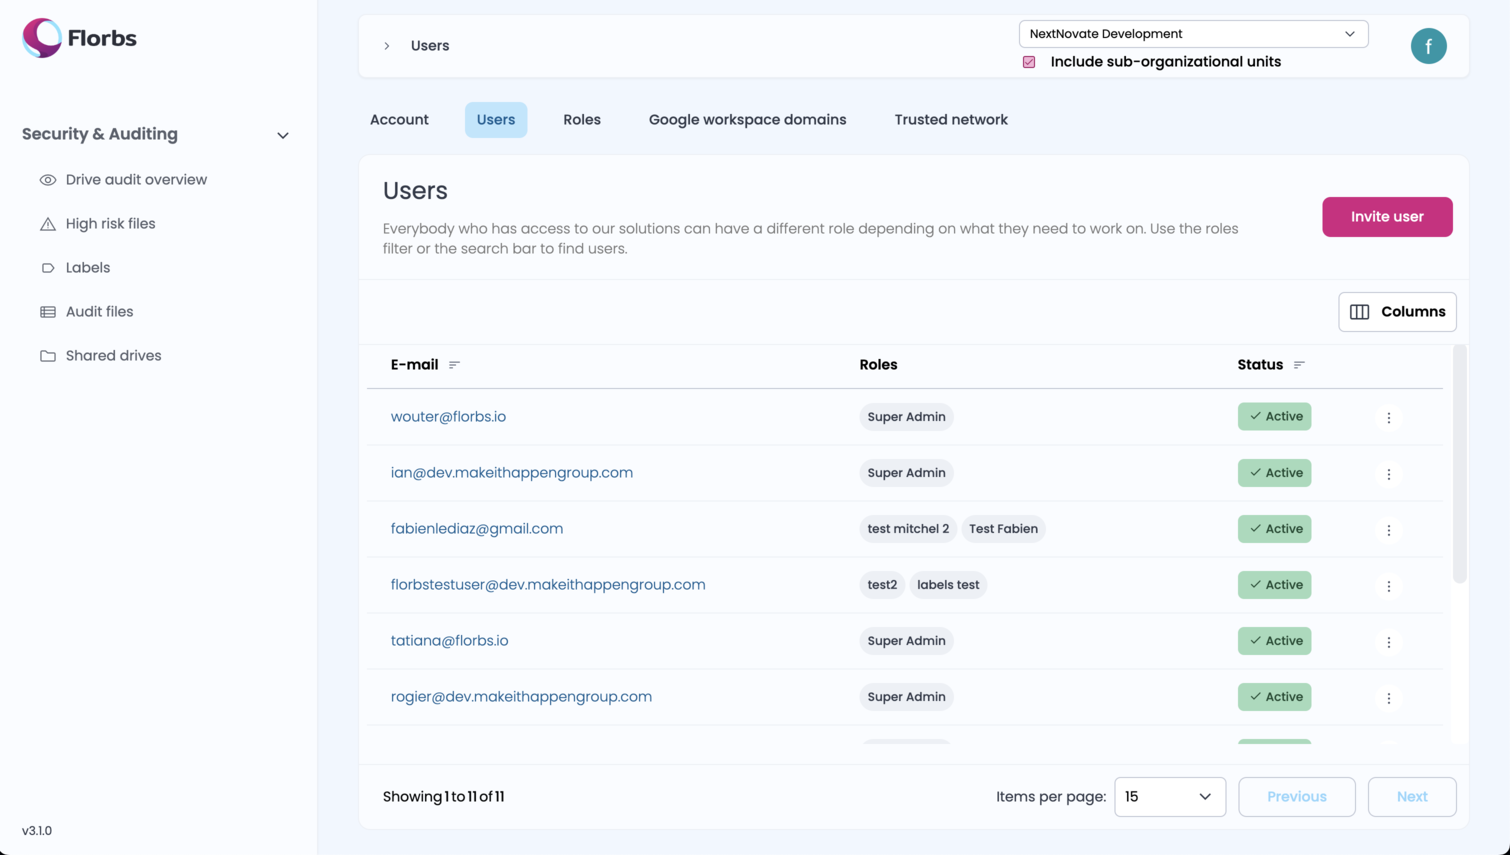 Florbs
Users
NextNovate Development
Include sub-organizational units
f
Security & Auditing
Drive audit overview
High risk files
Labels
Audit files
Shared drives
v3.1.0
Account
Users
Roles
Google workspace domains
Trusted network
Users
Everybody who has access to our solutions can have a different role depending on what they need to work on. Use the roles
filter or the search bar to find users.
Invite user
Columns
E-mail Roles Status
wouter@florbs.io Super Admin Active
ian@dev.makeithappengroup.com Super Admin Active
fabienlediaz@gmail.com test mitchel 2 Test Fabien Active
florbstestuser@dev.makeithappengroup.com test2 labels test Active
tatiana@florbs.io Super Admin Active
rogier@dev.makeithappengroup.com Super Admin Active
Showing 1 to 11 of 11
Items per page: 15 Previous Next